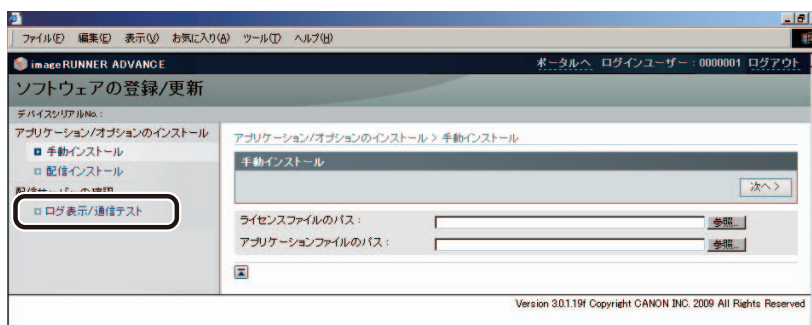 ファイル(F) 編集(E) 表示(V) お気に入り(A) ツール(T) ヘルプ(H)
imageRUNNER ADVANCE ポータルへ ログインユーザー : 0000001 ログアウト
ソフトウェアの登録/更新
デバイスシリアルNo. :
アプリケーション/オプションのインストール
手動インストール
配信インストール
配信サーバーの確認
ログ表示/通信テスト
アプリケーション/オプションのインストール > 手動インストール
手動インストール
次へ >
ライセンスファイルのパス : 参照...
アプリケーションファイルのパス : 参照...
Version 3.0.1.19f Copyright CANON INC. 2009 All Rights Reserved